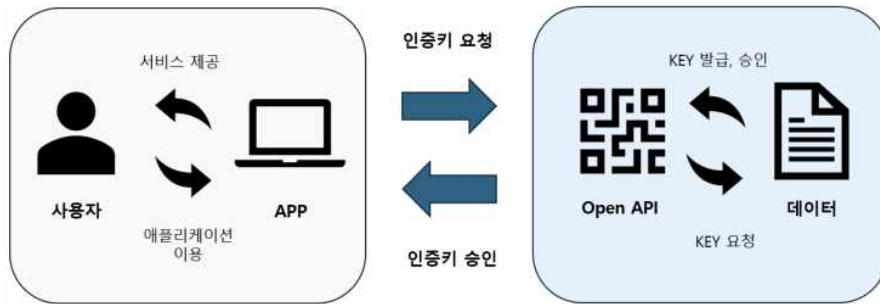 서비스 제공
사용자
APP
애플리케이션
이용
인증키 요청
인증키 승인
KEY 발급, 승인
Open API
데이터
KEY 요청